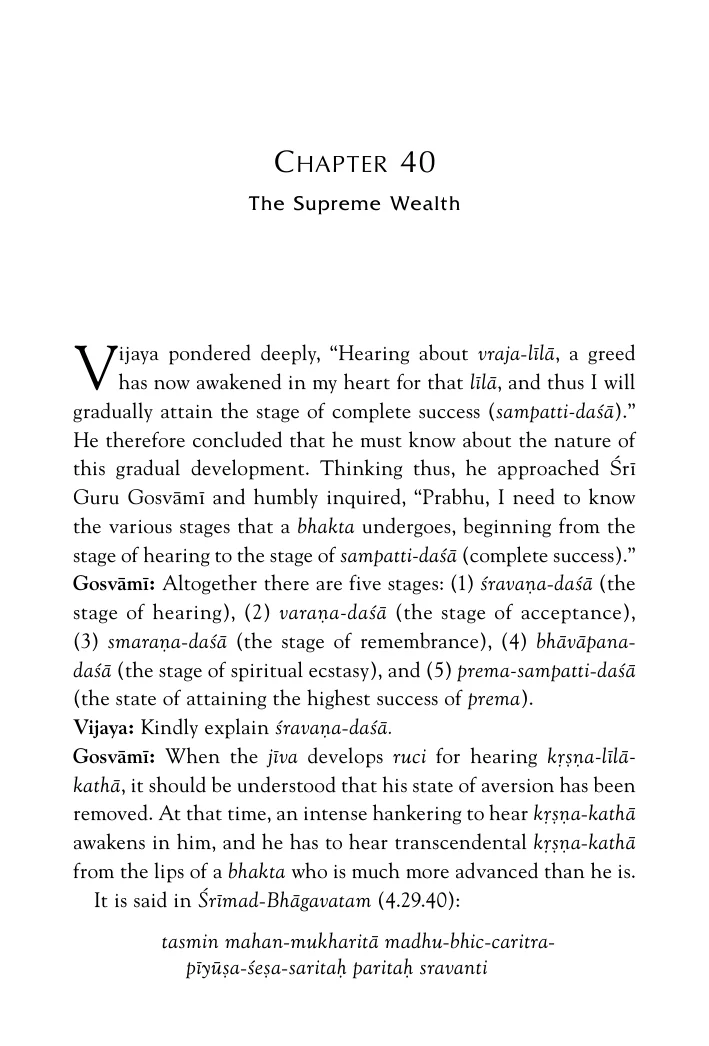 CHAPTER 40
The Supreme Wealth
Vijaya pondered deeply, “Hearing about vraja-līlā, a greed
has now awakened in my heart for that līlā, and thus I will
gradually attain the stage of complete success (sampatti-daśā).”
He therefore concluded that he must know about the nature of
this gradual development. Thinking thus, he approached Śrī
Guru Gosvāmī and humbly inquired, “Prabhu, I need to know
the various stages that a bhakta undergoes, beginning from the
stage of hearing to the stage of sampatti-daśā (complete success).”
Gosvāmī: Altogether there are five stages: (1) śravaṇa-daśā (the
stage of hearing), (2) varaṇa-daśā (the stage of acceptance),
(3) smaraṇa-daśā (the stage of remembrance), (4) bhāvāpana-
daśā (the stage of spiritual ecstasy), and (5) prema-sampatti-daśā
(the state of attaining the highest success of prema).
Vijaya: Kindly explain śravaṇa-daśā.
Gosvāmī: When the jīva develops ruci for hearing kṛṣṇa-līlā-
kathā, it should be understood that his state of aversion has been
removed. At that time, an intense hankering to hear kṛṣṇa-kathā
awakens in him, and he has to hear transcendental kṛṣṇa-kathā
from the lips of a bhakta who is much more advanced than he is.
It is said in Śrīmad-Bhāgavatam (4.29.40):
tasmin mahan-mukharitā madhu-bhic-caritra-
pīyūṣa-śeṣa-saritaḥ paritaḥ sravanti